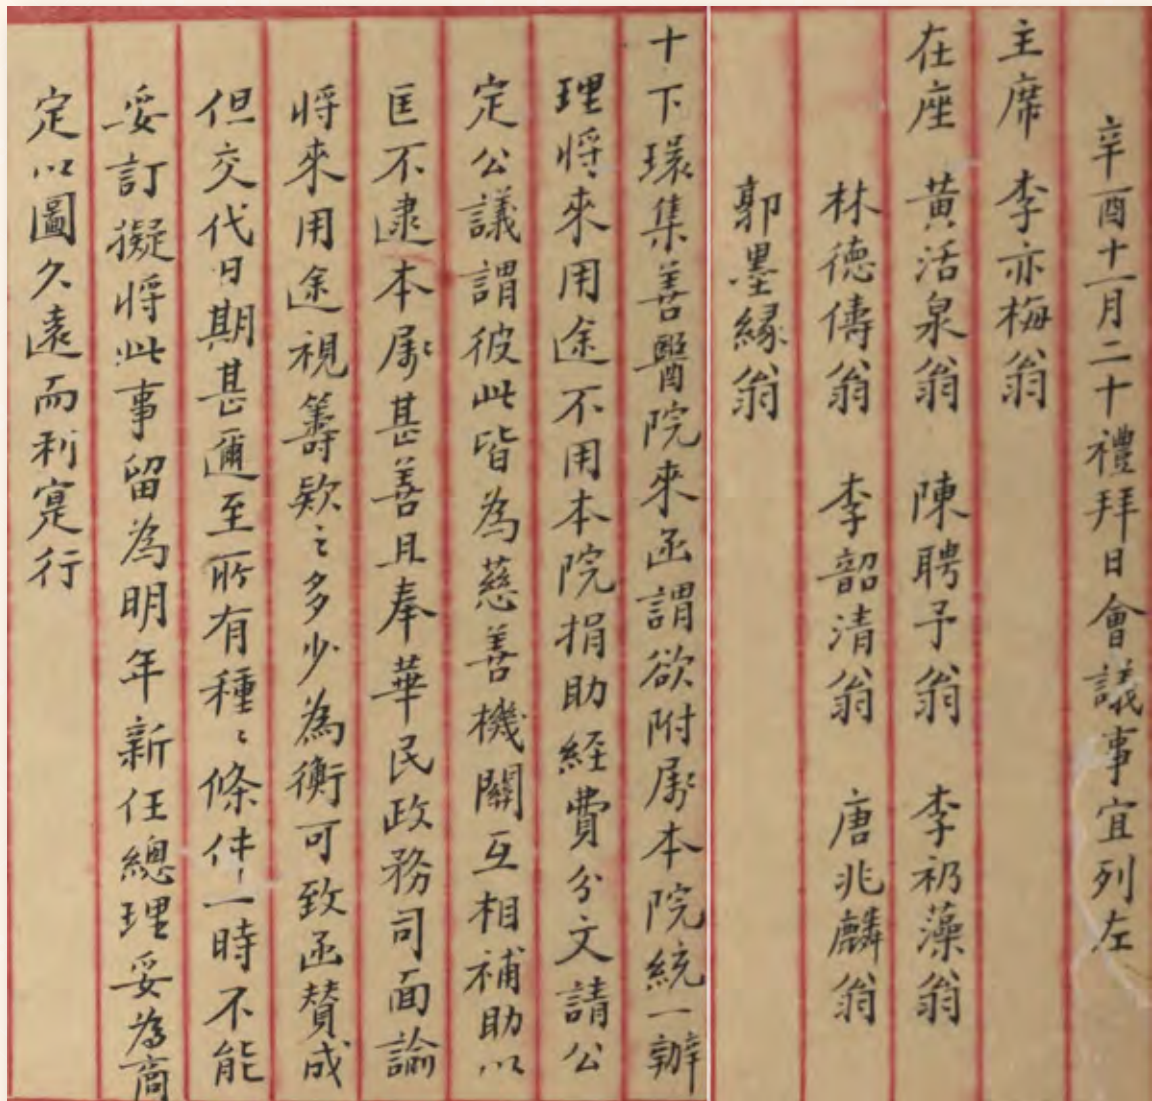 辛酉十一月二十禮拜日會議事宜列左
主席 李亦梅翁
在座 黃活泉翁 陳聘予翁 李礽藻翁
林德儔翁 李韶清翁 唐兆麟翁
郭墨緣翁
十下環集善醫院來函謂欲附屬本院統一辦
理將來用途不用本院捐助経費分文請公
定公議謂彼此皆為慈善機關互相補助以
匡不逮本屬甚善且奉華民政務司面諭
將來用途視籌欵之多少為衡可致函贊成
但交代日期甚邇至所有種〻條件一時不能
妥訂擬將此事留為明年新任總理妥為商
定以圖久遠而利寔行